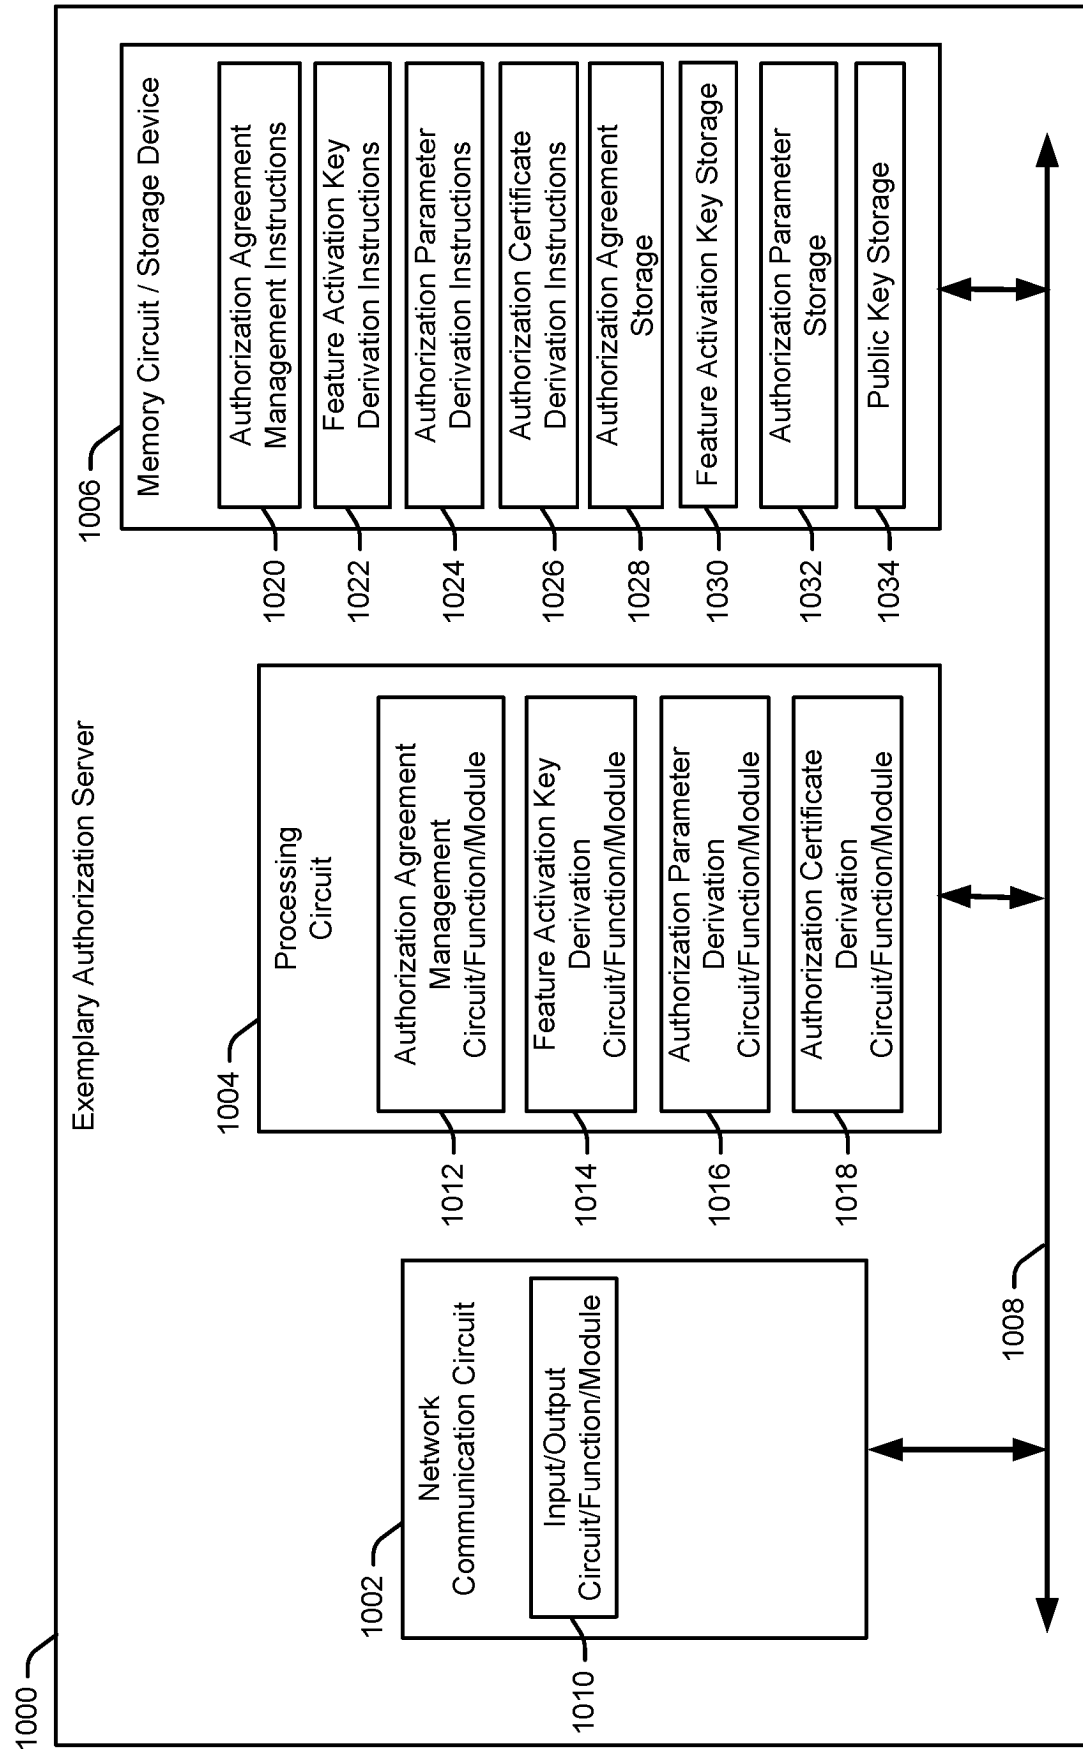 1000
Exemplary Authorization Server
1002
Network
Communication Circuit
Input/Output
Circuit/Function/Module
1010
1004
Processing
Circuit
Authorization Agreement
Management
Circuit/Function/Module
1012
Feature Activation Key
Derivation
Circuit/Function/Module
1014
Authorization Parameter
Derivation
Circuit/Function/Module
1016
Authorization Certificate
Derivation
Circuit/Function/Module
1018
1006
Memory Circuit / Storage Device
Authorization Agreement
Management Instructions
1020
Feature Activation Key
Derivation Instructions
1022
Authorization Parameter
Derivation Instructions
1024
Authorization Certificate
Derivation Instructions
1026
Authorization Agreement
Storage
1028
Feature Activation Key Storage
1030
Authorization Parameter
Storage
1032
Public Key Storage
1034
1008